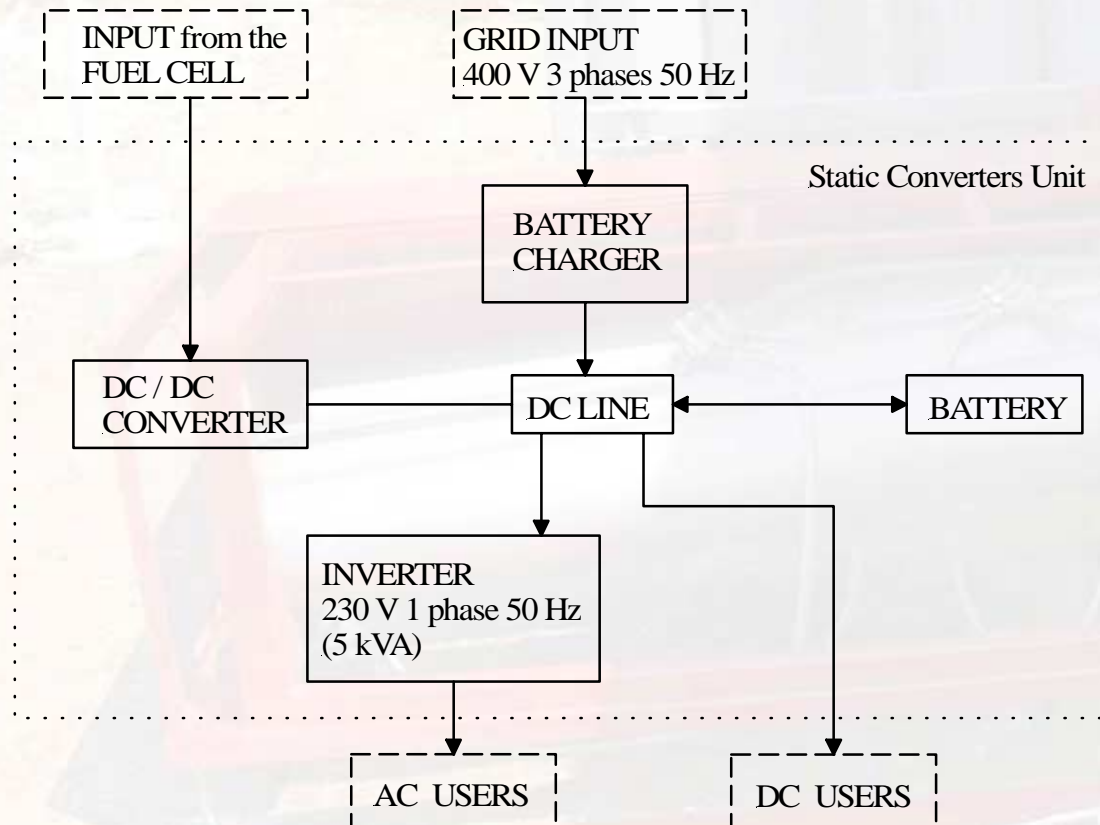 INPUT from the
FUEL CELL
GRID INPUT
400 V 3 phases 50 Hz
Static Converters Unit
BATTERY
CHARGER
DC / DC
CONVERTER
DC LINE
BATTERY
INVERTER
230 V 1 phase 50 Hz
(5 kVA)
AC USERS
DC USERS